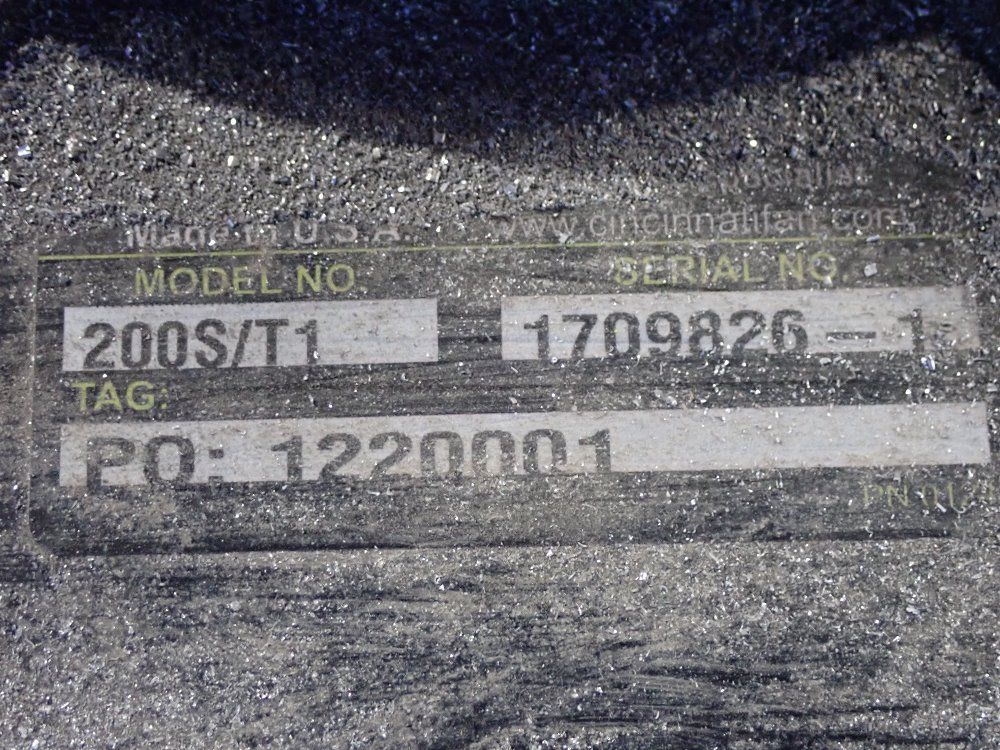 Made in U.S.A. www.cincinnatifan.com
MODEL NO. SERIAL NO.
200S/T1 1709826-1
TAG:
PO: 1220001